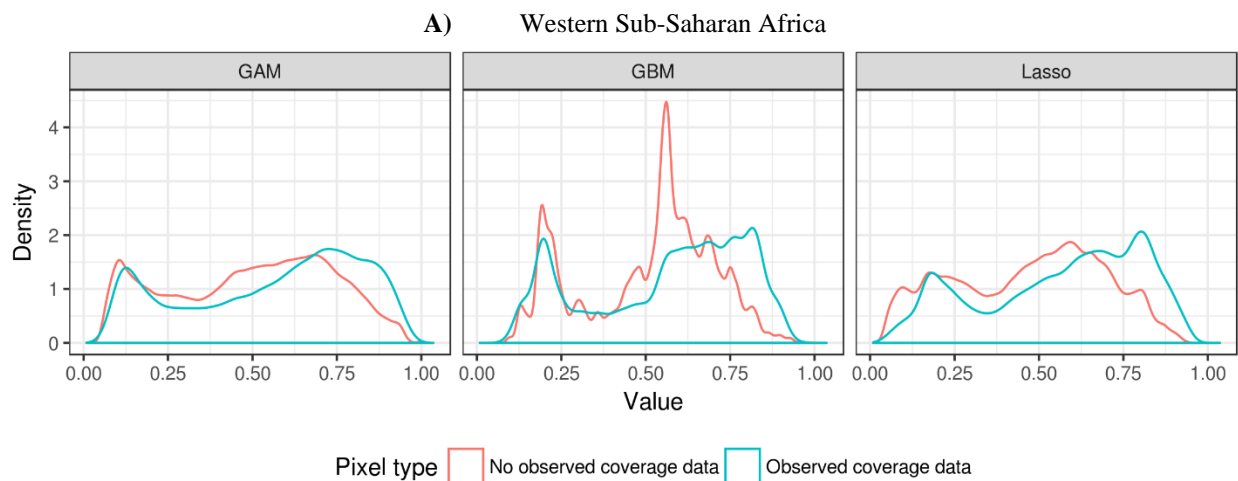 A) Western Sub-Saharan Africa
GAM GBM Lasso
4
3
2
1
0
Density
0.00 0.25 0.50 0.75 1.00 0.00 0.25 0.50 0.75 1.00 0.00 0.25 0.50 0.75 1.00
Value
Pixel type No observed coverage data Observed coverage data